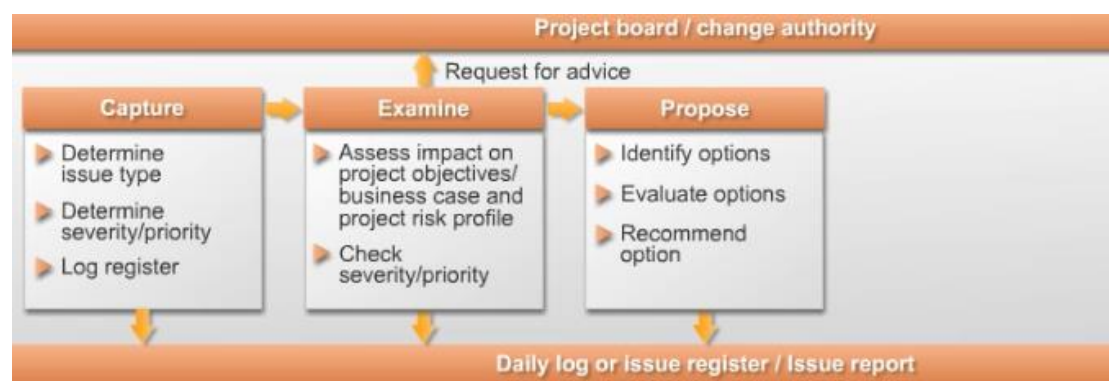 Project board / change authority
Request for advice
Capture
Determine
issue type
Determine
severity/priority
Log register
Examine
Assess impact on
project objectives/
business case and
project risk profile
Check
severity/priority
Propose
Identify options
Evaluate options
Recommend
option
Daily log or issue register / Issue report